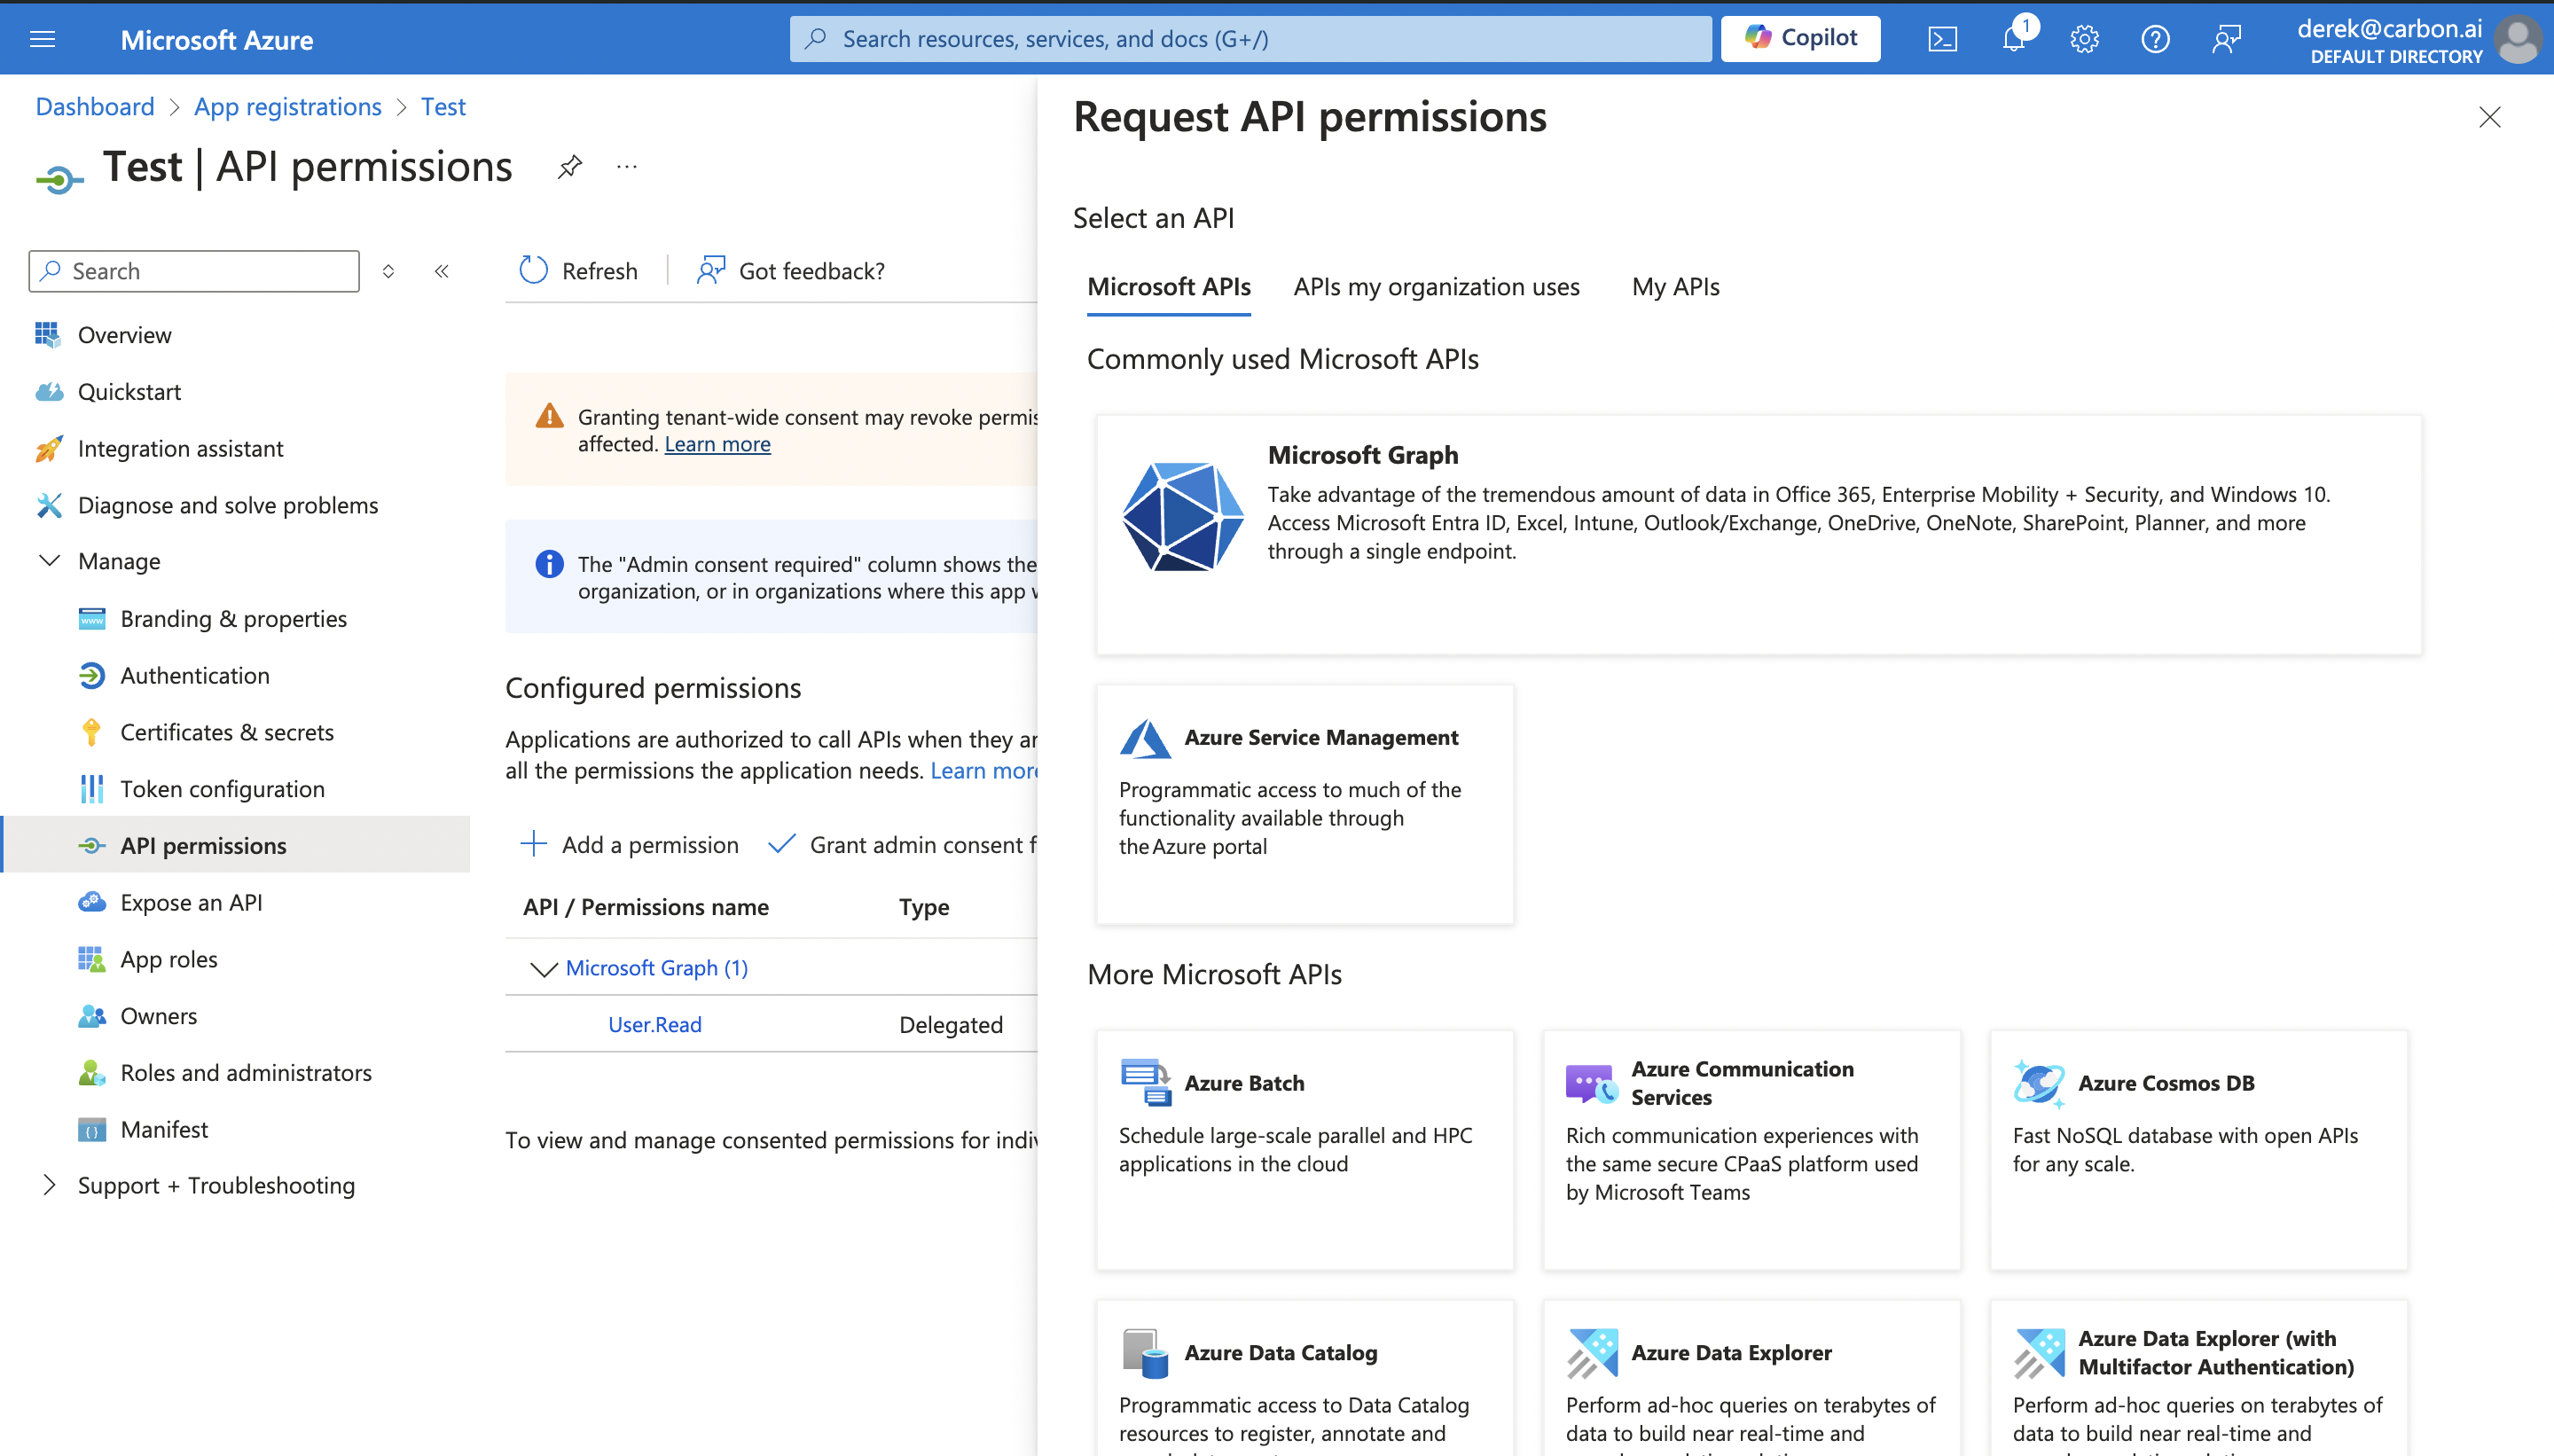 Microsoft Azure
Search resources, services, and docs (G+/)
Copilot
1
derek@carbon.ai
DEFAULT DIRECTORY
Dashboard > App registrations > Test
Test | API permissions
Search
Refresh
Got feedback?
Overview
Quickstart
Integration assistant
Diagnose and solve problems
Manage
Branding & properties
Authentication
Certificates & secrets
Token configuration
API permissions
Expose an API
App roles
Owners
Roles and administrators
Manifest
Support + Troubleshooting
Granting tenant-wide consent may revoke
affected. Learn more
The "Admin consent required" column shows the
organization, or in organizations where this app
Configured permissions
Applications are authorized to call APIs when they
all the permissions the application needs. Learn more
Add a permission
Grant admin consent
API / Permissions name
Type
Microsoft Graph (1)
User.Read
Delegated
To view and manage consented permissions for
Request API permissions
Select an API
Microsoft APIs
APIs my organization uses
My APIs
Commonly used Microsoft APIs
Microsoft Graph
Take advantage of the tremendous amount of data in Office 365, Enterprise Mobility + Security, and Windows 10.
Access Microsoft Entra ID, Excel, Intune, Outlook/Exchange, OneDrive, OneNote, SharePoint, Planner, and more
through a single endpoint.
Azure Service Management
Programmatic access to much of the
functionality available through
the Azure portal
More Microsoft APIs
Azure Batch
Schedule large-scale parallel and HPC
applications in the cloud
Azure Communication
Services
Rich communication experiences with
the same secure CPaaS platform used
by Microsoft Teams
Azure Cosmos DB
Fast NoSQL database with open APIs
for any scale.
Azure Data Catalog
Programmatic access to Data Catalog
resources to register, annotate and
Azure Data Explorer
Perform ad-hoc queries on terabytes of
data to build near real-time and
Azure Data Explorer (with
Multifactor Authentication)
Perform ad-hoc queries on terabytes of
data to build near real-time and